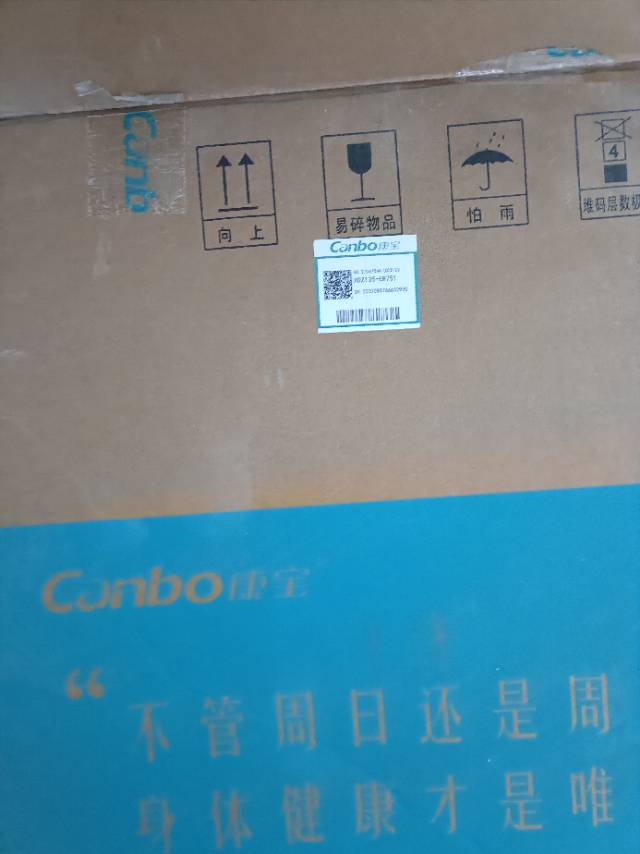 Canbo
4
向上
易碎物品
怕雨
堆码层数极
Canbo康宝
XDZ135-EN751
Canbo康宝
“不管周日还是周
身体健康才是唯